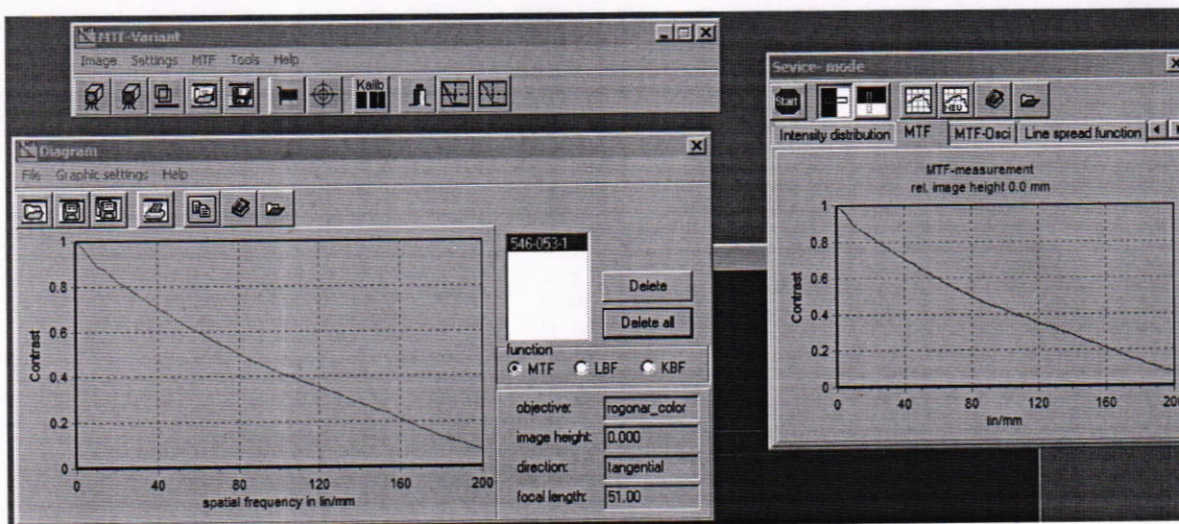 MTF-Variant
Image Settings MTF Tools Help
Kalib
Diagram
File Graphic settings Help
1
0.8
0.6
0.4
0.2
0
Contrast
0 40 80 120 160 200
spatial frequency in lin/mm
546-053-1
Delete
Delete all
function
MTF LBF KBF
objective: rogonar_color
image height: 0.000
direction: tangential
focal length: 51.00
Sevice- mode
Start
Intensity distribution MTF MTF-Osci Line spread function
MTF-measurement
rel. image height 0.0 mm
1
0.8
0.6
0.4
0.2
0
Contrast
0 40 80 120 160 200
lin/mm